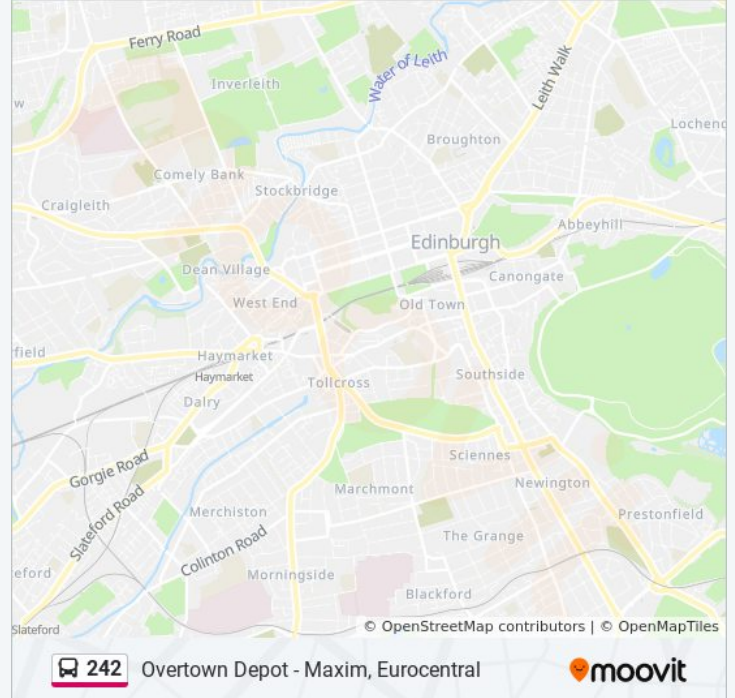 Ferry Road
Water of Leith
Leith Walk
Inverleith
w
Lochend
Broughton
Comely Bank
Stockbridge
Craigleith
Abbeyhill
Edinburgh
Dean Village
Canongate
West End
Old Town
field
Haymarket
Haymarket
Tollcross
Southside
Dalry
Gorgie Road
Sciennes
Marchmont
Newington
Slateford Road
Merchiston
Prestonfield
Colinton Road
The Grange
eford
Morningside
Blackford
Slateford
© OpenStreetMap contributors | © OpenMapTiles
242 Overtown Depot - Maxim, Eurocentral
moovit